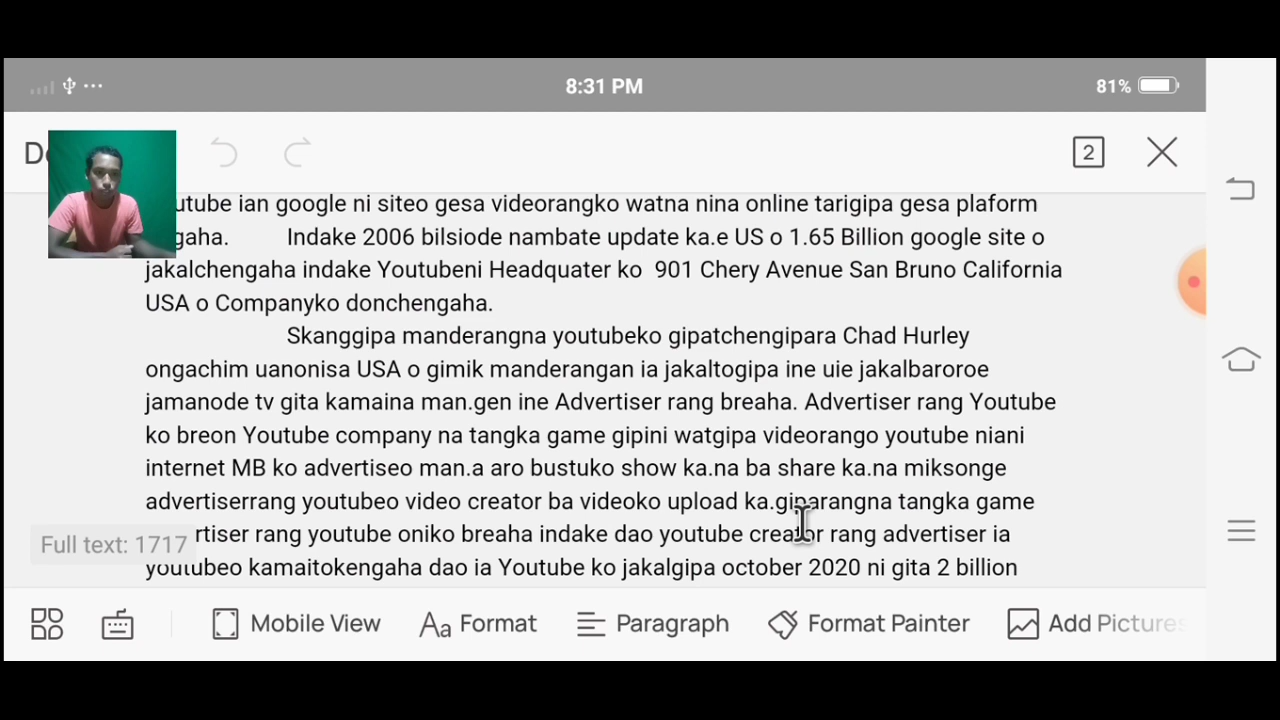 8:31 PM
81%
2
utube ian google ni siteo gesa videorangko watna nina online tarigipa gesa plaform
gaha. Indake 2006 bilsiode nambate update ka.e US o 1.65 Billion google site o
jakalchengaha indake Youtubeni Headquater ko 901 Chery Avenue San Bruno California
USA o Companyko donchengaha.
Skanggipa manderangna youtubeko gipatchengipara Chad Hurley
ongachim uanonisa USA o gimik manderangan ia jakaltogipa ine uie jakalbaroroe
jamanode tv gita kamaina man.gen ine Advertiser rang breaha. Advertiser rang Youtube
ko breon Youtube company na tangka game gipini watgipa videorango youtube niani
internet MB ko advertiseo man.a aro bustuko show ka.na ba share ka.na miksonge
advertiserrang youtubeo video creator ba videoko upload ka.giparangna tangka game
rtiser rang youtube oniko breaha indake dao youtube creator rang advertiser ia
Full text: 1717
youtubeo kamaitokengaha dao ia Youtube ko jakalgipa october 2020 ni gita 2 billion
Mobile View
Aa Format
Paragraph
Format Painter
Add Pictures